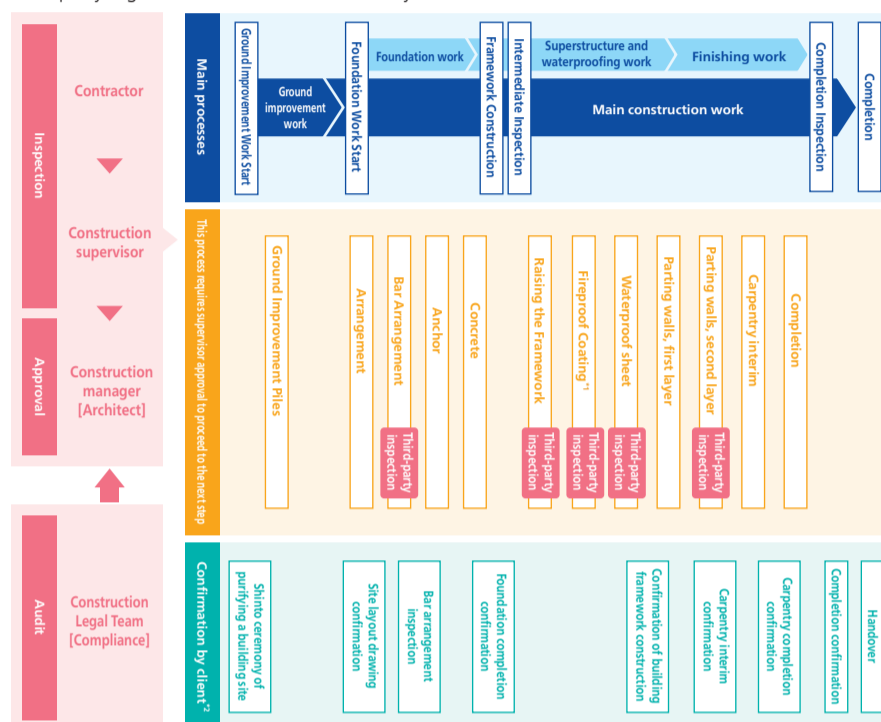 Inspection
Contractor
Construction
supervisor
Approval
Construction
manager
[Architect]
Audit
Construction
Legal Team
[Compliance]
Main processes
Ground Improvement Work Start
Ground
improvement
work
Foundation Work Start
Foundation work
Framework Construction
Intermediate Inspection
Superstructure and
waterproofing work
Finishing work
Main construction work
Completion Inspection
Completion
This process requires supervisor approval to proceed to the next step
Ground Improvement Piles
Arrangement
Bar Arrangement
Third-party
inspection
Anchor
Concrete
Raising the Framework
Third-party
inspection
Fireproof Coating*1
Third-party
inspection
Waterproof sheet
Third-party
inspection
Parting walls, first layer
Parting walls, second layer
Third-party
inspection
Carpentry interim
Completion
Confirmation by client*2
Shinto ceremony of
purifying a building site
Site layout drawing
confirmation
Bar arrangement
inspection
Foundation completion
confirmation
Confirmation of building
framework construction
Carpentry interim
confirmation
Carpentry completion
confirmation
Completion confirmation
Handover